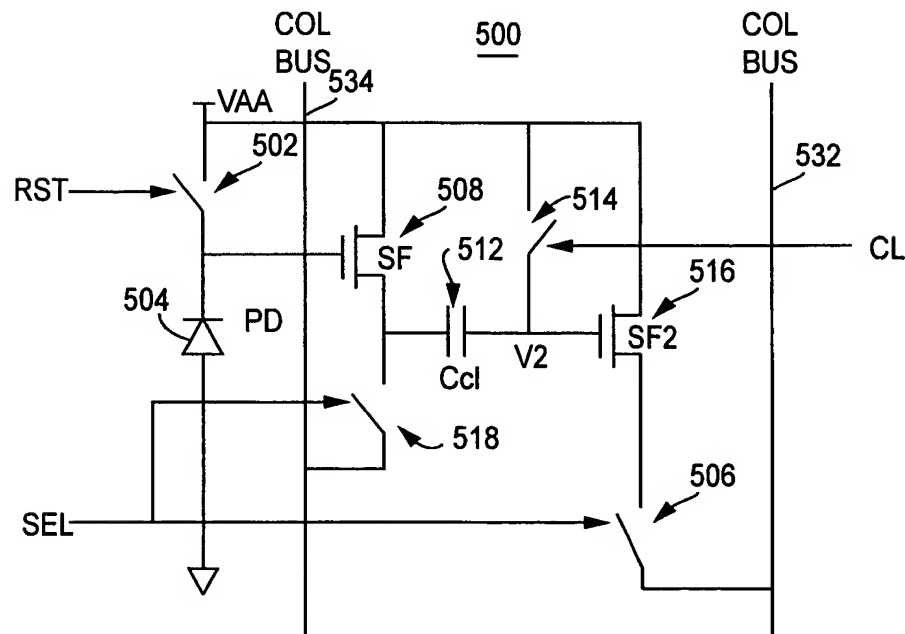 COL
BUS
500
COL
BUS
534
VAA
502
532
RST
508
514
SF
512
CL
504
PD
516
SF2
V2
Ccl
518
506
SEL